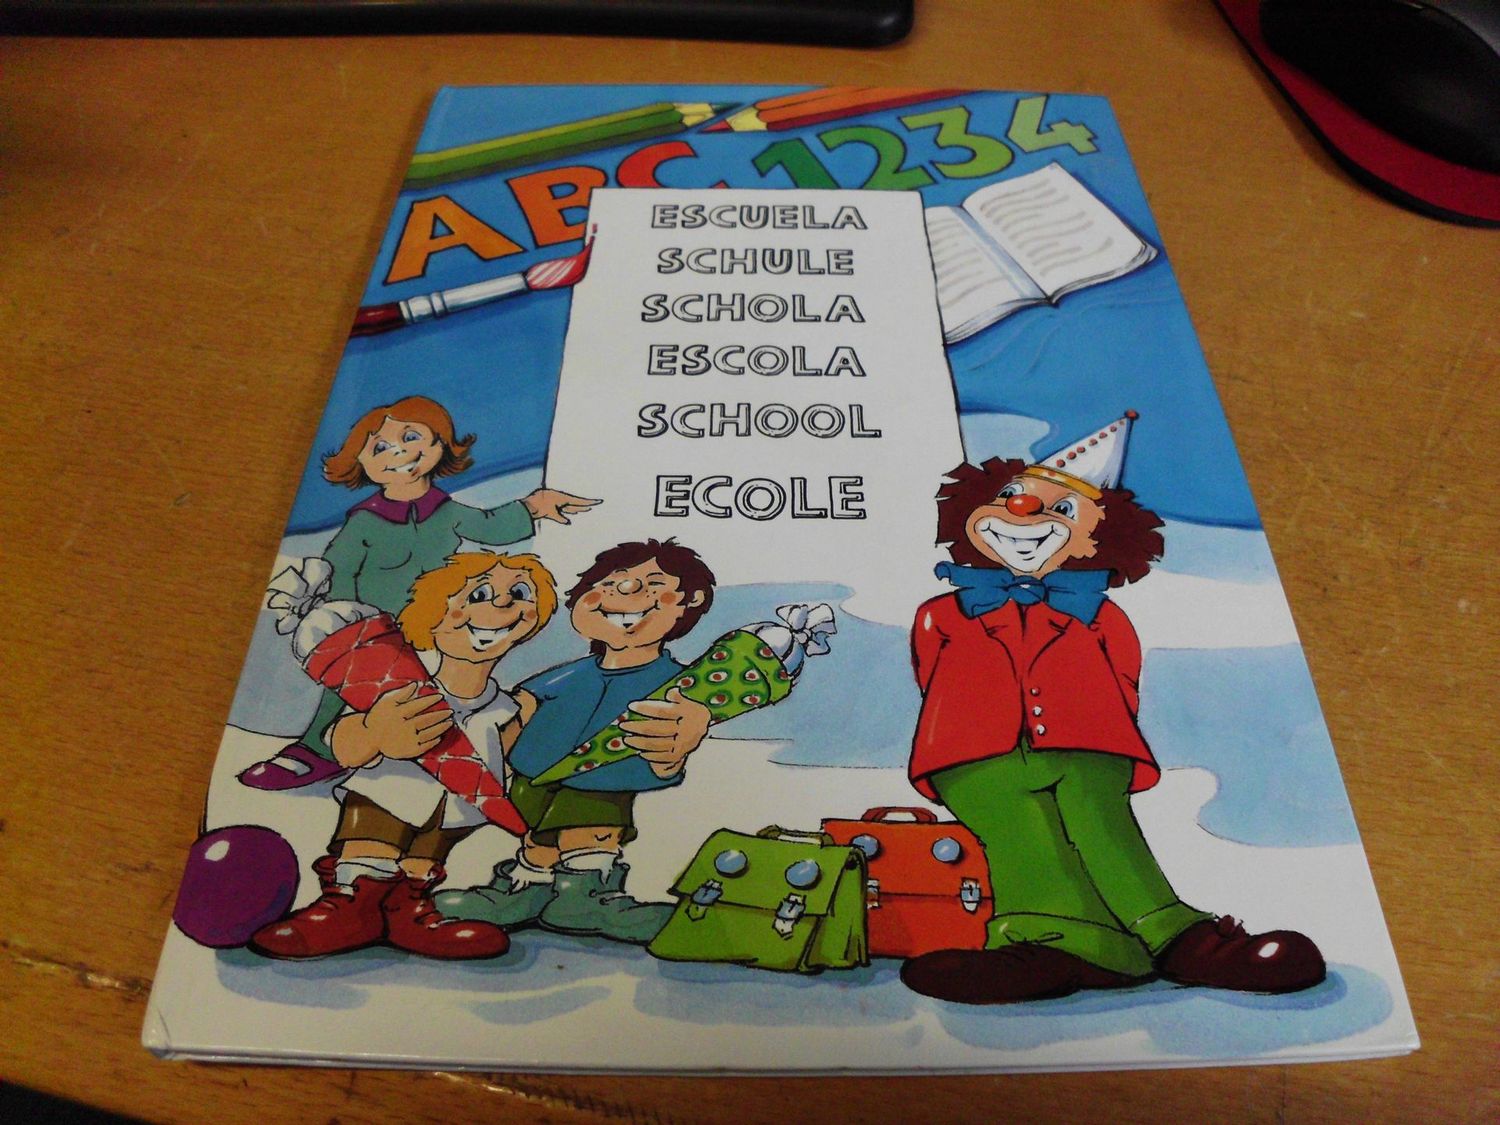 ABC 1234
ESCUELA
SCHULE
SCHOLA
ESCOLA
SCHOOL
ECOLE